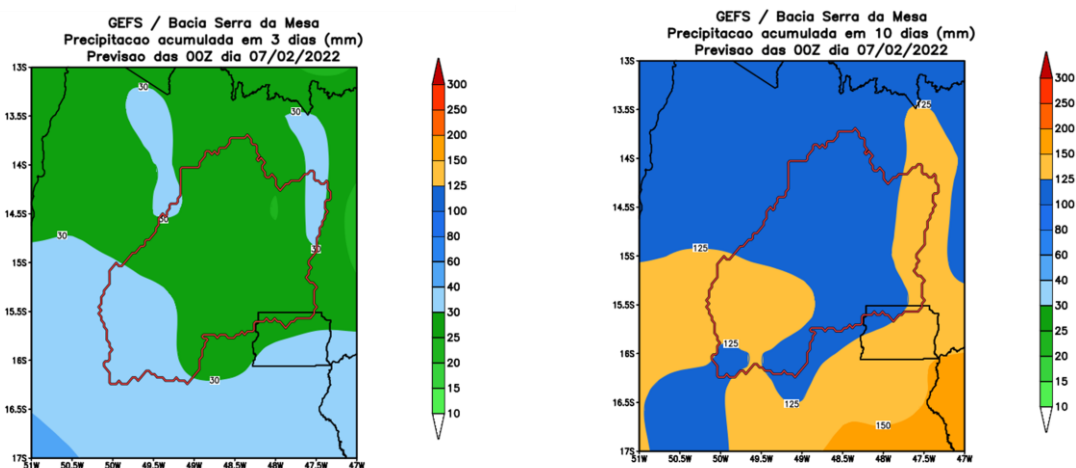 GEFS / Bacia Serra da Mesa
Precipitacao acumulada em 3 dias (mm)
Previsao das 00Z dia 07/02/2022
13S
13.5S
14S
14.5S
15S
15.5S
16S
16.5S
17S
51W
50.5W
50W
49.5W
49W
48.5W
48W
47.5W
47W
30
30
30
30
30
30
300
250
200
150
125
100
80
60
40
30
25
20
15
10
GEFS / Bacia Serra da Mesa
Precipitacao acumulada em 10 dias (mm)
Previsao das 00Z dia 07/02/2022
13S
13.5S
14S
14.5S
15S
15.5S
16S
16.5S
17S
51W
50.5W
50W
49.5W
49W
48.5W
48W
47.5W
47W
125
125
125
125
150
300
250
200
150
125
100
80
60
40
30
25
20
15
10